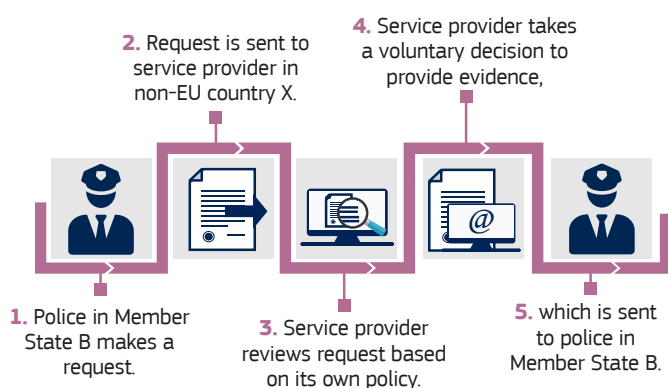 1. Police in Member
State B makes a
request.
2. Request is sent to
service provider in
non-EU country X.
3. Service provider
reviews request based
on its own policy.
4. Service provider takes
a voluntary decision to
provide evidence,
@
5. which is sent
to police in
Member State B.